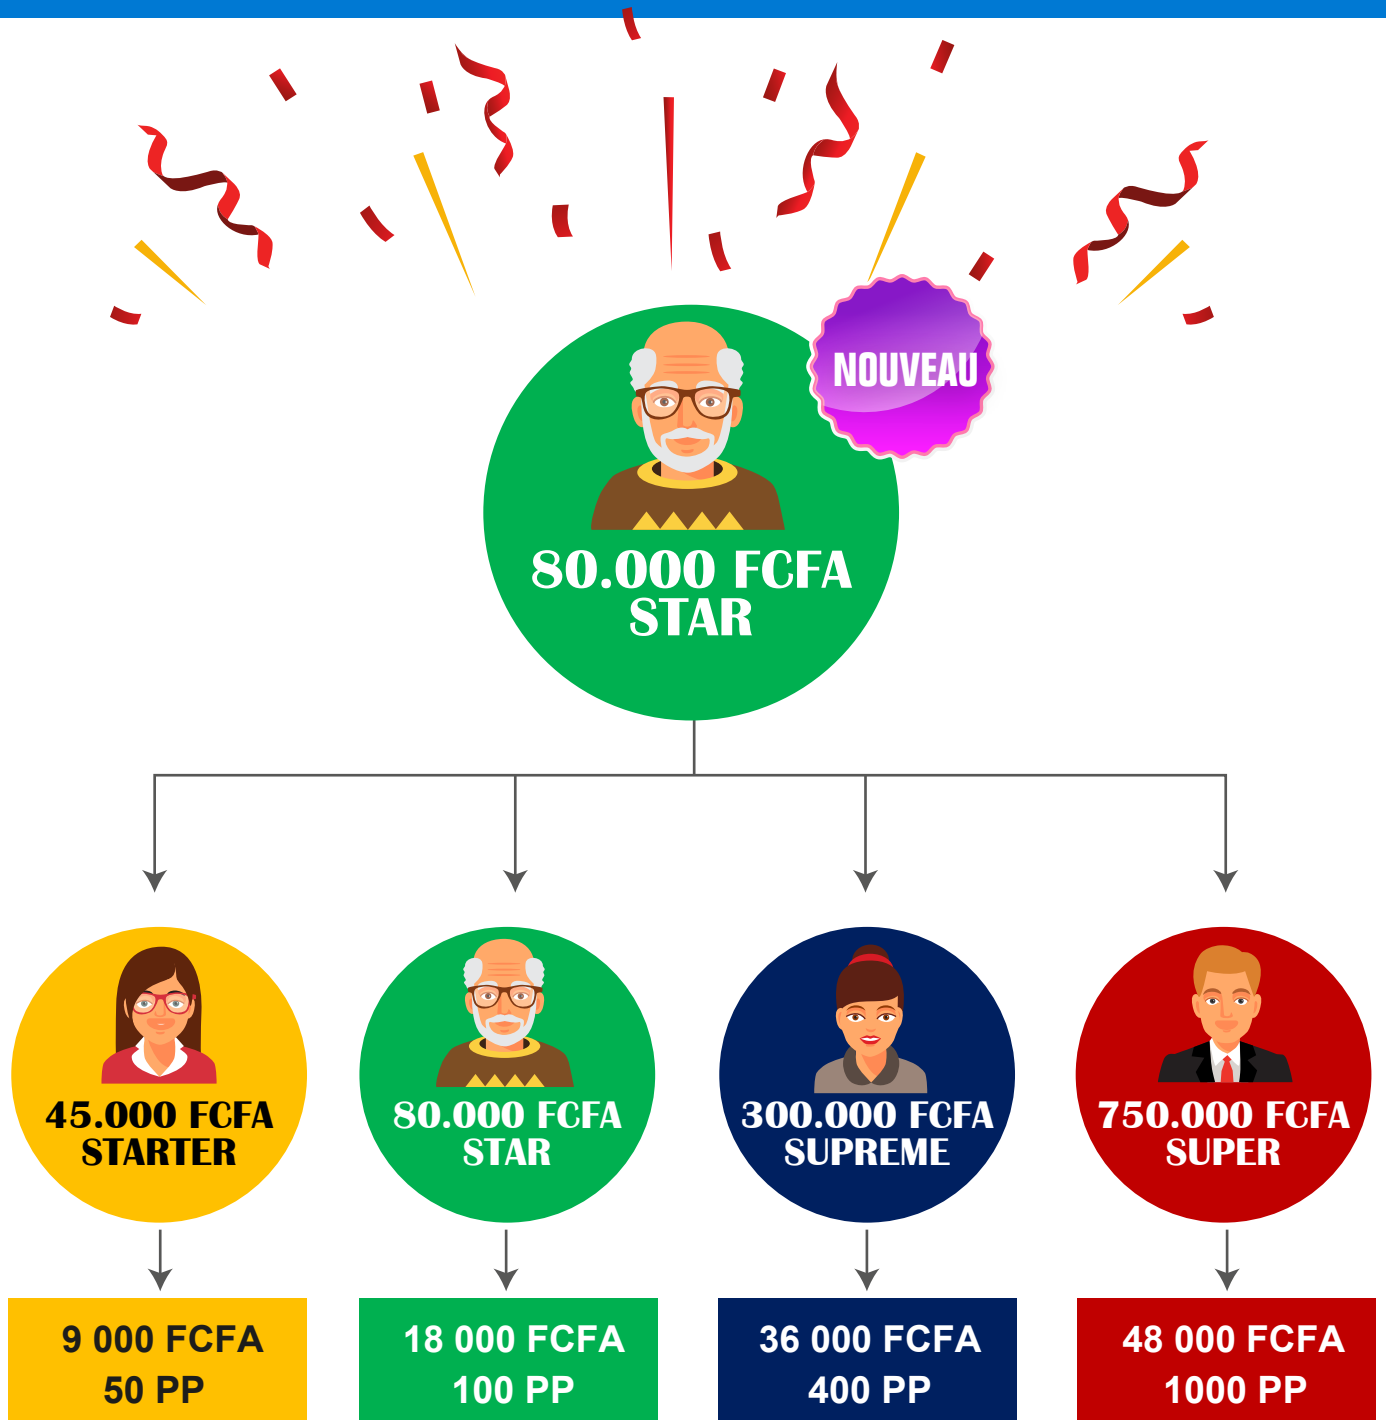 NOUVEAU
80.000 FCFA
STAR
45.000 FCFA
STARTER
80.000 FCFA
STAR
300.000 FCFA
SUPREME
750.000 FCFA
SUPER
9 000 FCFA
50 PP
18 000 FCFA
100 PP
36 000 FCFA
400 PP
48 000 FCFA
1000 PP